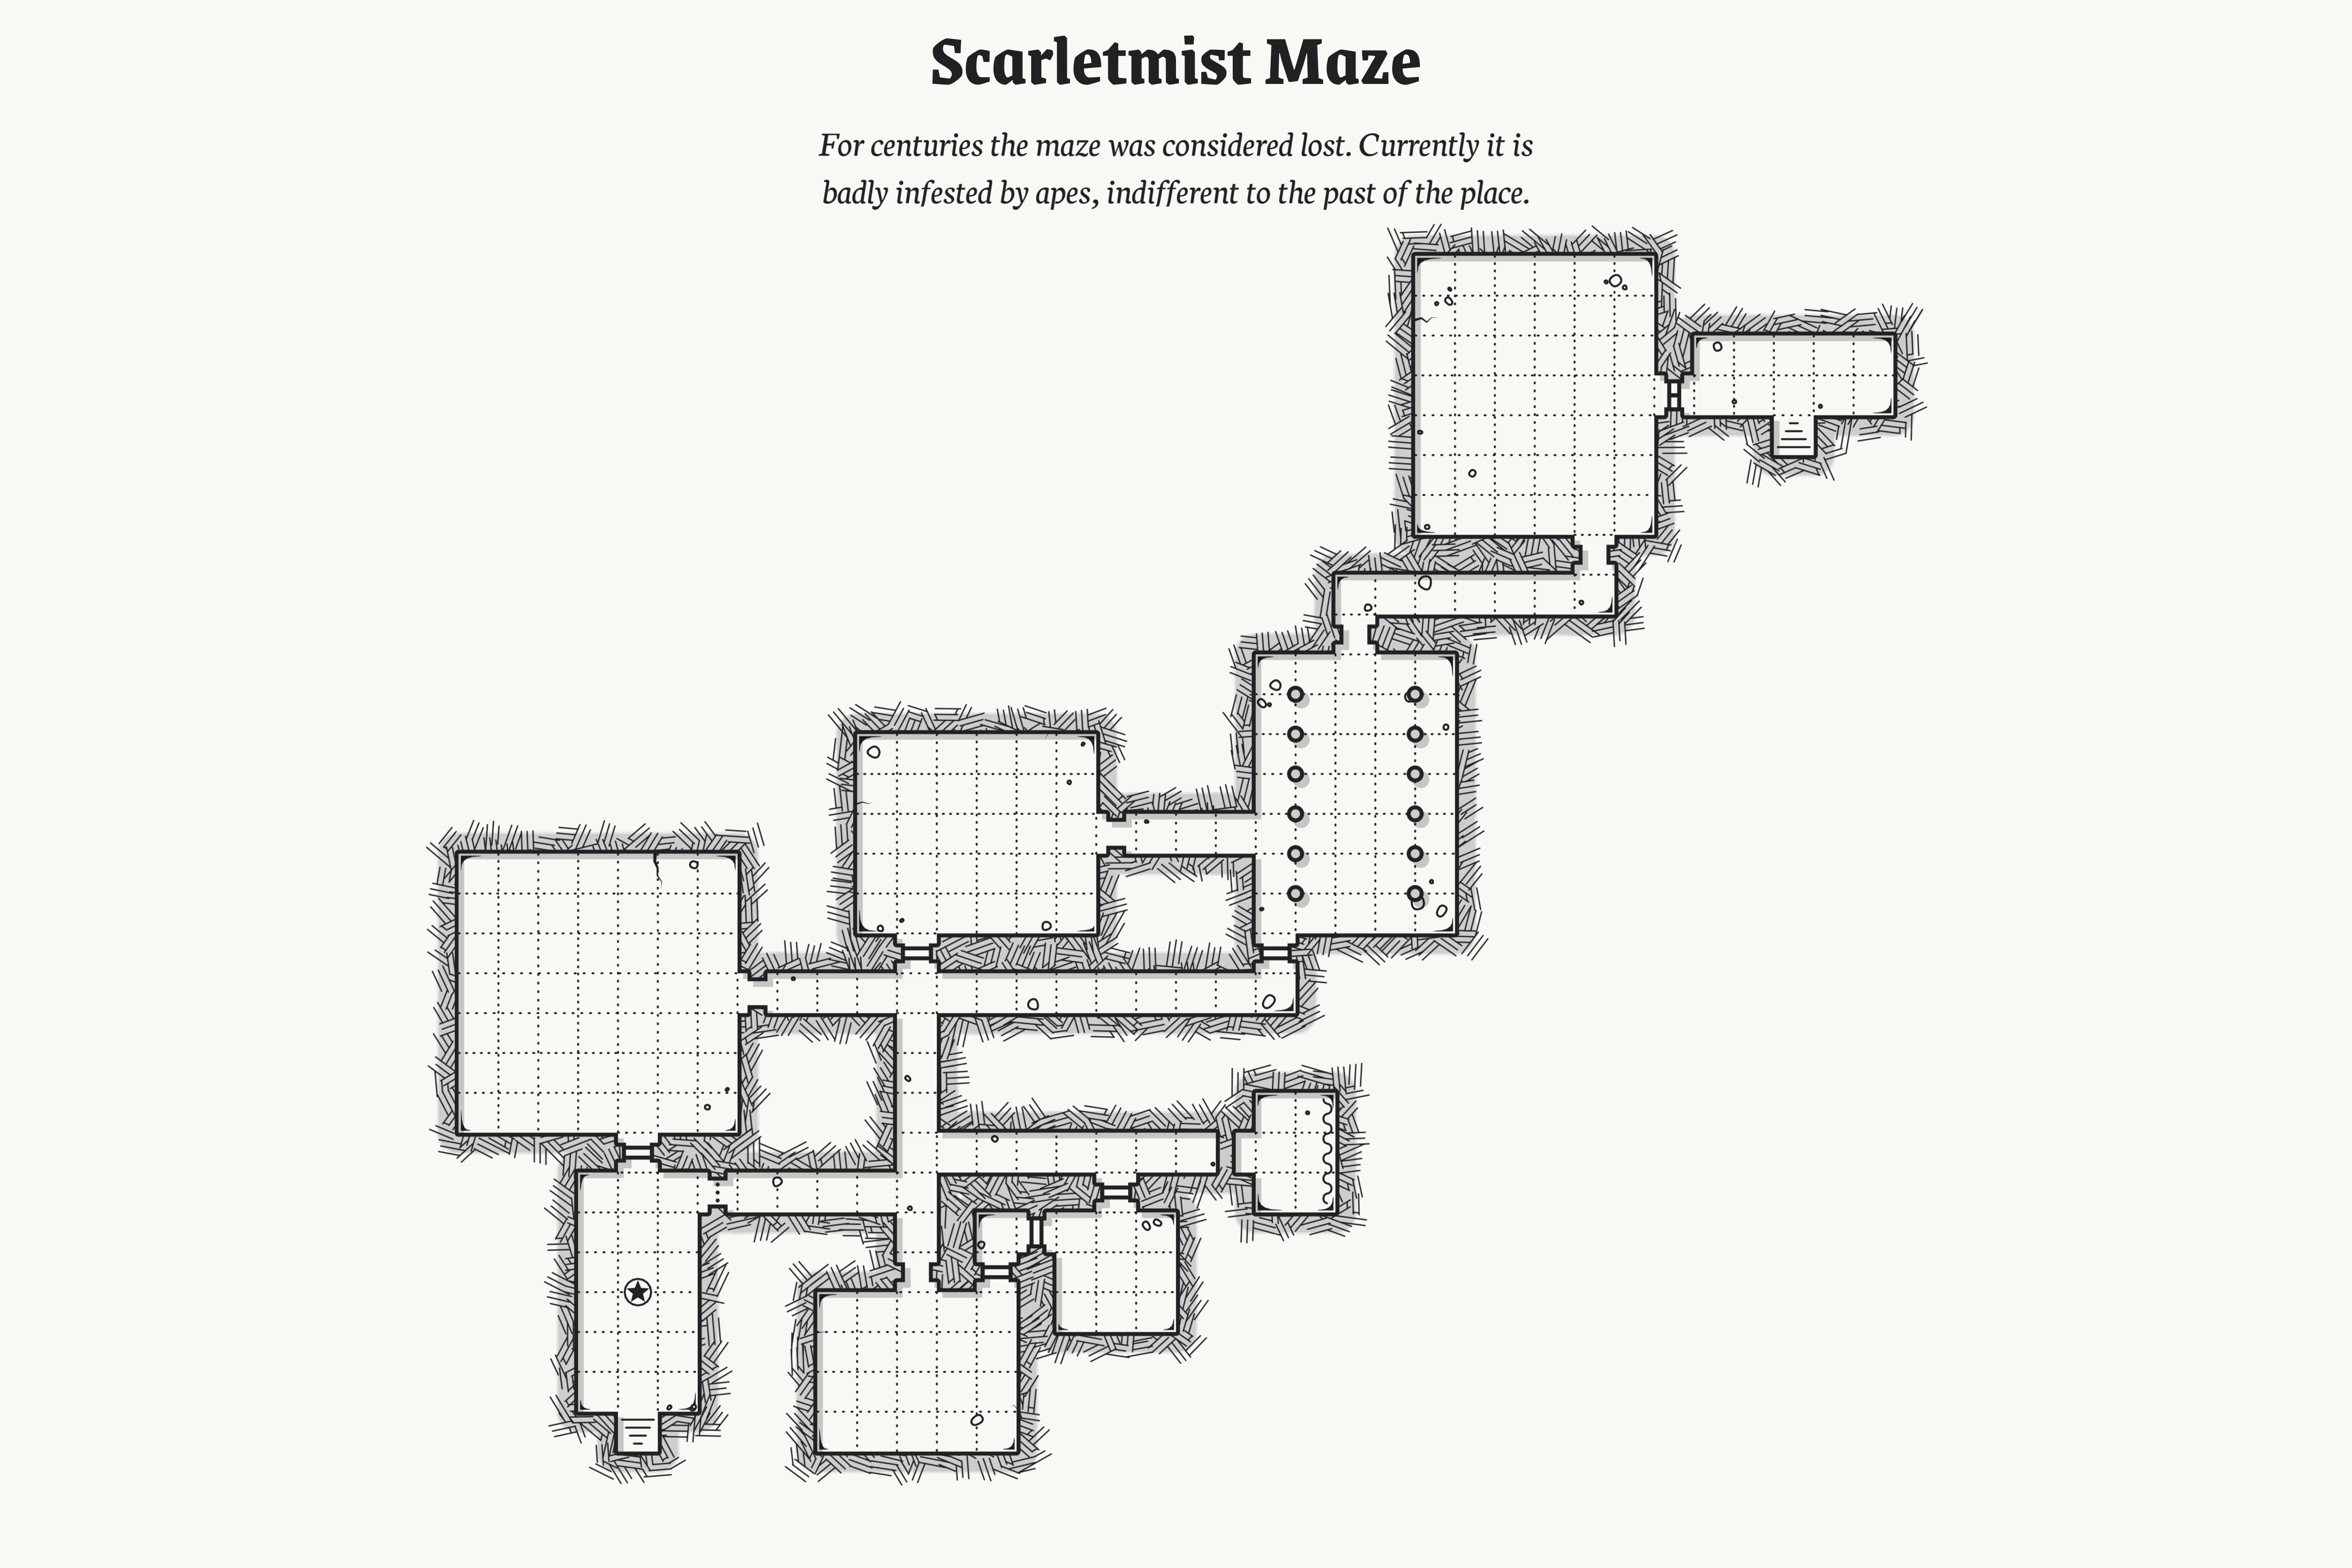 Scarletmist Maze
For centuries the maze was considered lost. Currently it is
badly infested by apes, indifferent to the past of the place.